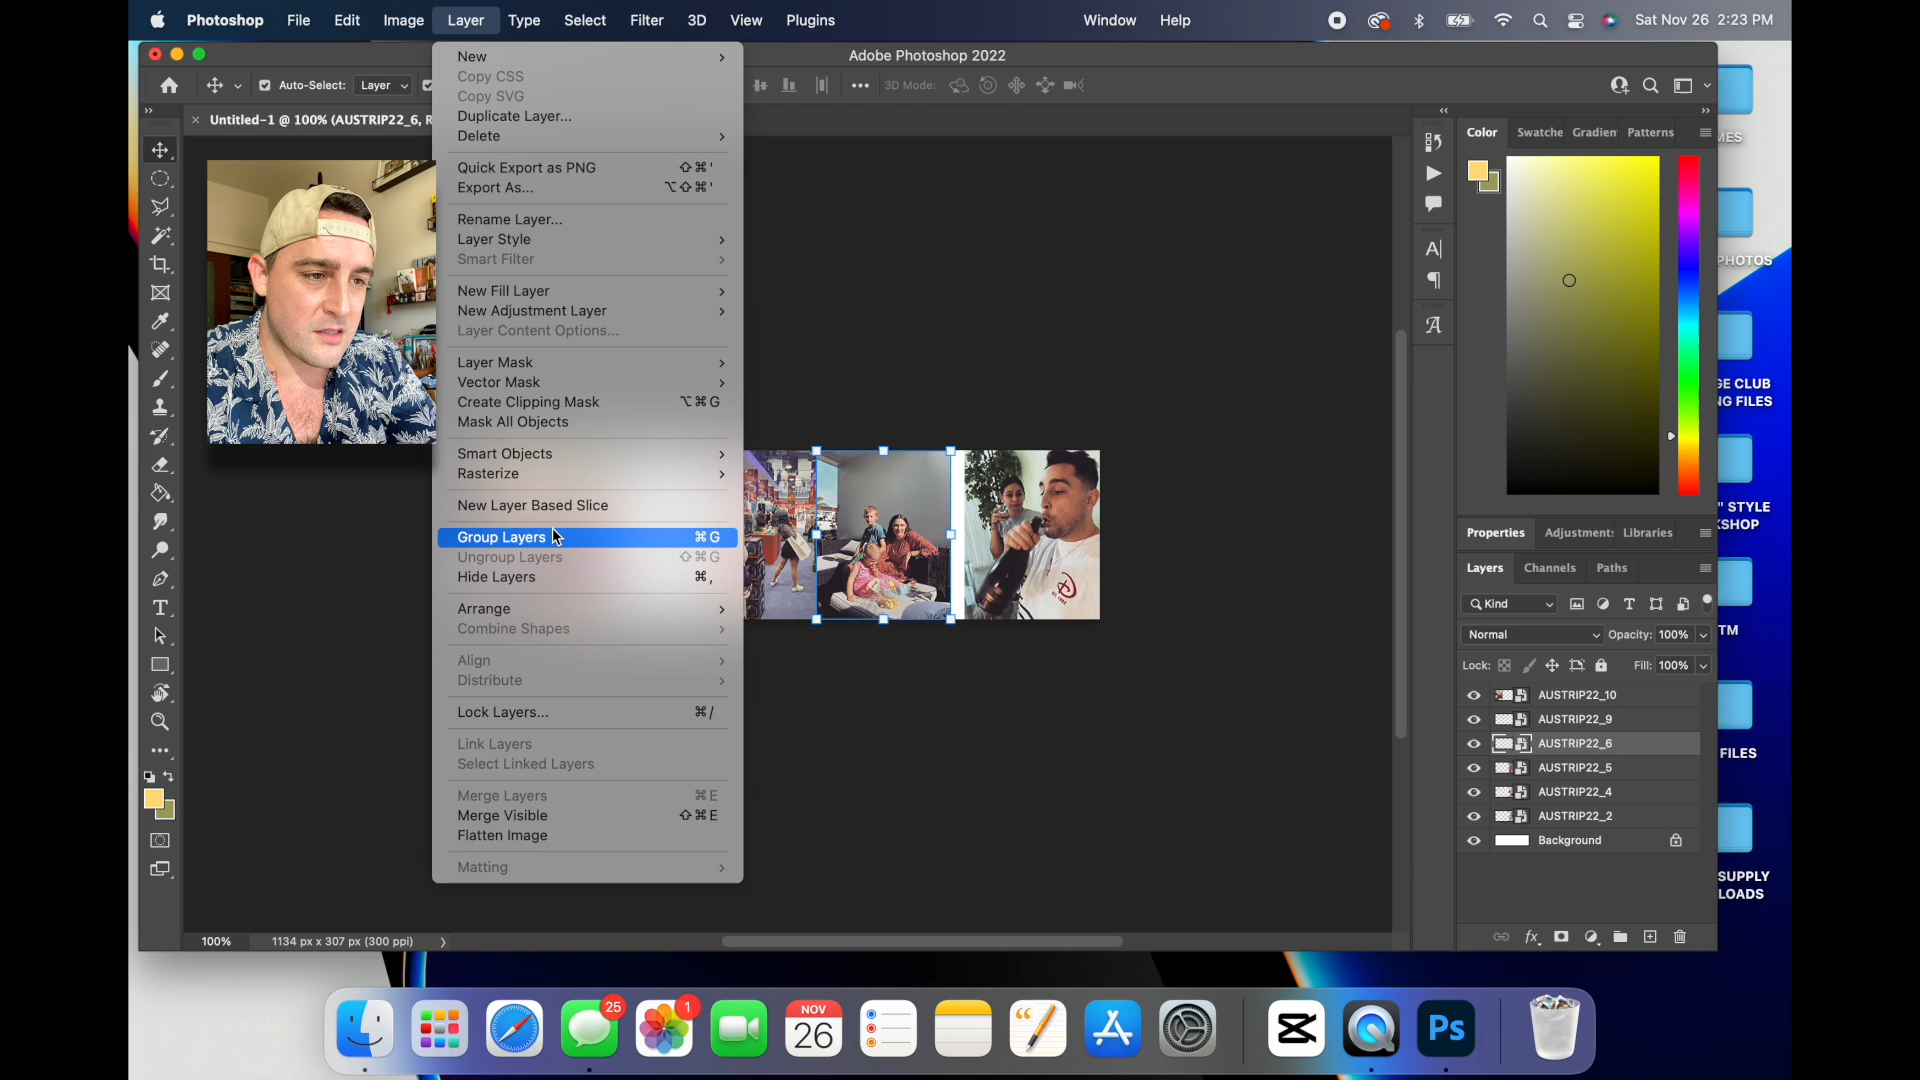 Photoshop File Edit Image Layer Type Select Filter 3D View Plugins Window Help Sat Nov 26 2:23 PM
Adobe Photoshop 2022
Auto-Select: Layer 3D Mode:
Untitled-1 @ 100% (AUSTRIP22_6, R
New
Copy CSS
Copy SVG
Duplicate Layer...
Delete
Quick Export as PNG ⇧⌘'
Export As... ⌥⇧⌘'
Rename Layer...
Layer Style
Smart Filter
New Fill Layer
New Adjustment Layer
Layer Content Options...
Layer Mask
Vector Mask
Create Clipping Mask ⌥⌘G
Mask All Objects
Smart Objects
Rasterize
New Layer Based Slice
Group Layers ⌘G
Ungroup Layers ⇧⌘G
Hide Layers ⌘,
Arrange
Combine Shapes
Align
Distribute
Lock Layers... ⌘/
Link Layers
Select Linked Layers
Merge Layers ⌘E
Merge Visible ⇧⌘E
Flatten Image
Matting
Color Swatche Gradien Patterns
Properties Adjustment: Libraries
Layers Channels Paths
Kind
Normal Opacity: 100%
Lock: Fill: 100%
AUSTRIP22_10
AUSTRIP22_9
AUSTRIP22_6
AUSTRIP22_5
AUSTRIP22_4
AUSTRIP22_2
Background
fx
100% 1134 px x 307 px (300 ppi)
MES
PHOTOS
GE CLUB
NG FILES
" STYLE
KSHOP
TM
FILES
SUPPLY
LOADS
25
1
NOV
26
Ps